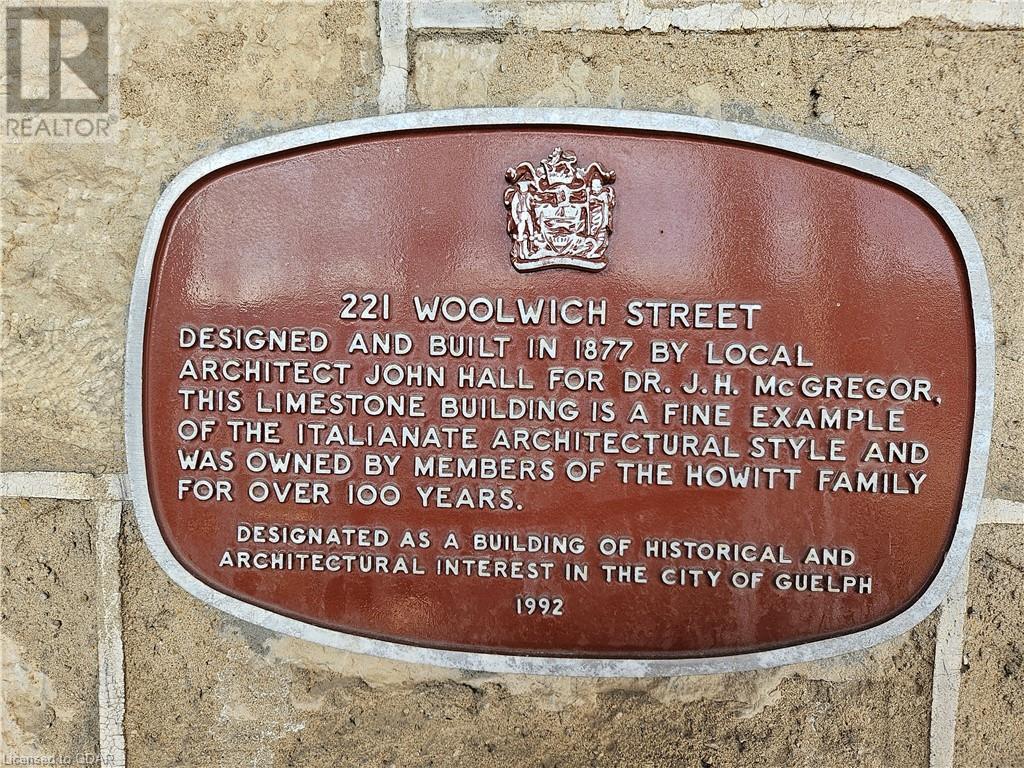 R
REALTOR®
221 WOOLWICH STREET
DESIGNED AND BUILT IN 1877 BY LOCAL
ARCHITECT JOHN HALL FOR DR. J.H. McGREGOR,
THIS LIMESTONE BUILDING IS A FINE EXAMPLE
OF THE ITALIANATE ARCHITECTURAL STYLE AND
WAS OWNED BY MEMBERS OF THE HOWITT FAMILY
FOR OVER 100 YEARS.
DESIGNATED AS A BUILDING OF HISTORICAL AND
ARCHITECTURAL INTEREST IN THE CITY OF GUELPH
1992
Licensed to GDAR